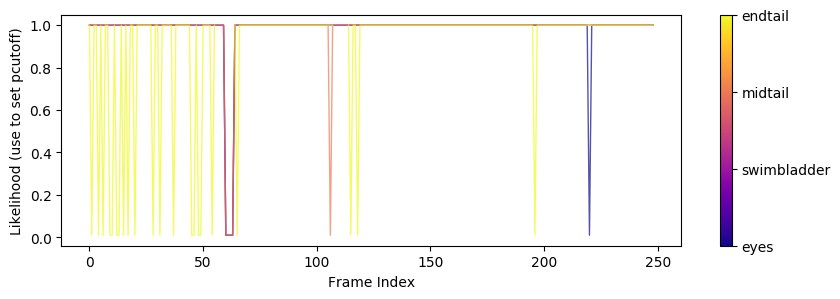 Likelihood (use to set pcutoff)
1.0
0.8
0.6
0.4
0.2
0.0
0
50
100
150
200
250
Frame Index
endtail
midtail
swimbladder
eyes